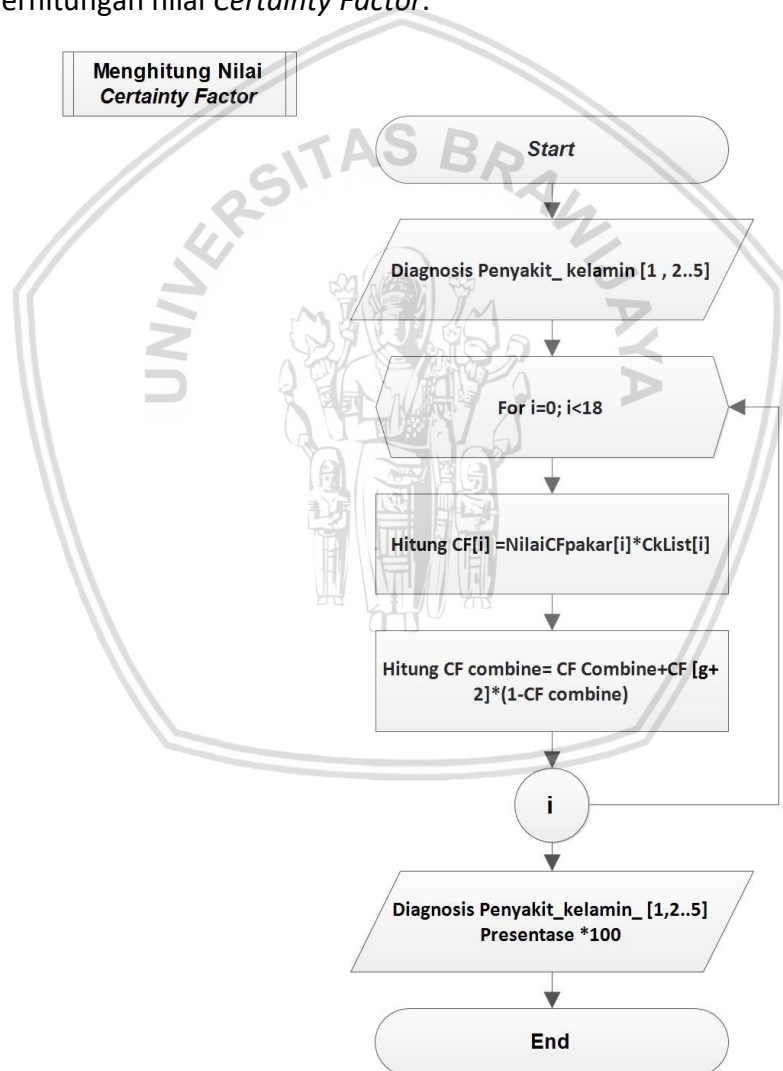 erhitungan nilai Certainty Factor.
Menghitung Nilai
Certainty Factor
UNIVERSITAS BRAWIJAYA
Start
Diagnosis Penyakit_ kelamin [1 , 2..5]
For i=0; i<18
Hitung CF[i] =NilaiCFpakar[i]*CkList[i]
Hitung CF combine= CF Combine+CF [g+
2]*(1-CF combine)
i
Diagnosis Penyakit_kelamin_ [1,2..5]
Presentase *100
End